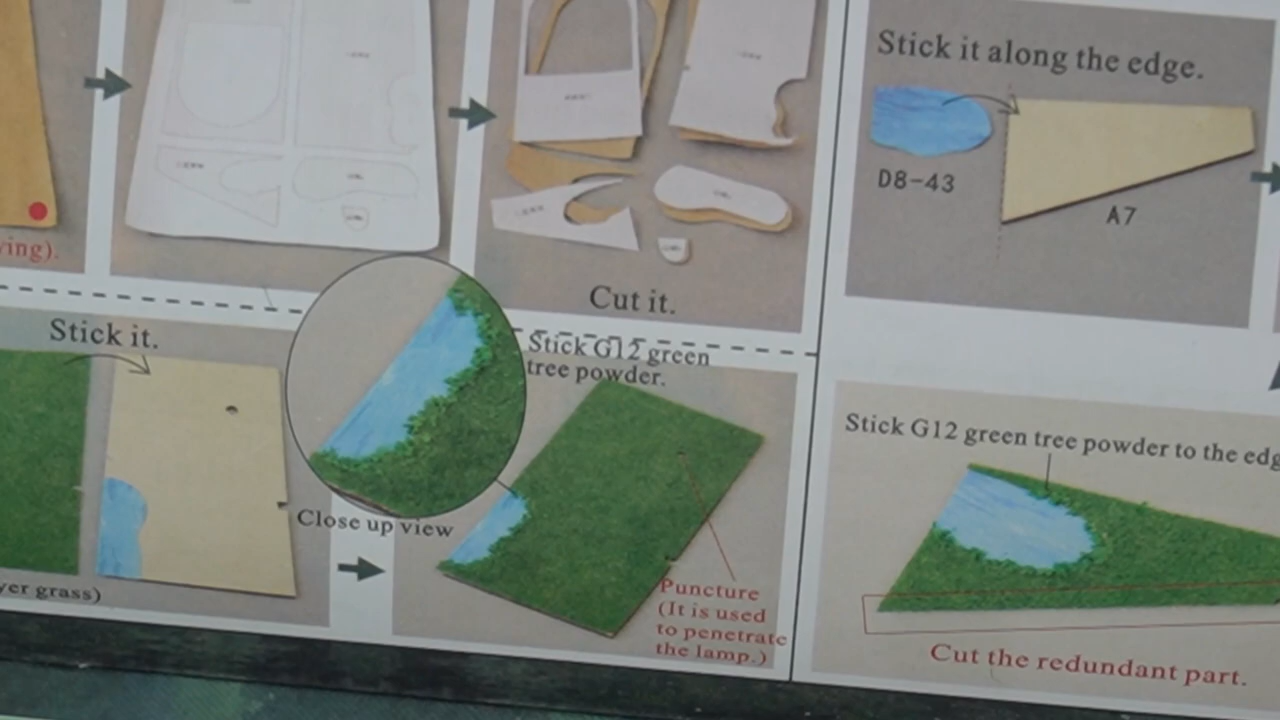 Stick it along the edge.
D8-43
A7
ving).
Cut it.
Stick it.
Stick G12 green
tree powder.
Stick G12 green tree powder to the edg
Close up view
yer grass)
Puncture
(It is used
to penetrate
the lamp.)
Cut the redundant part.